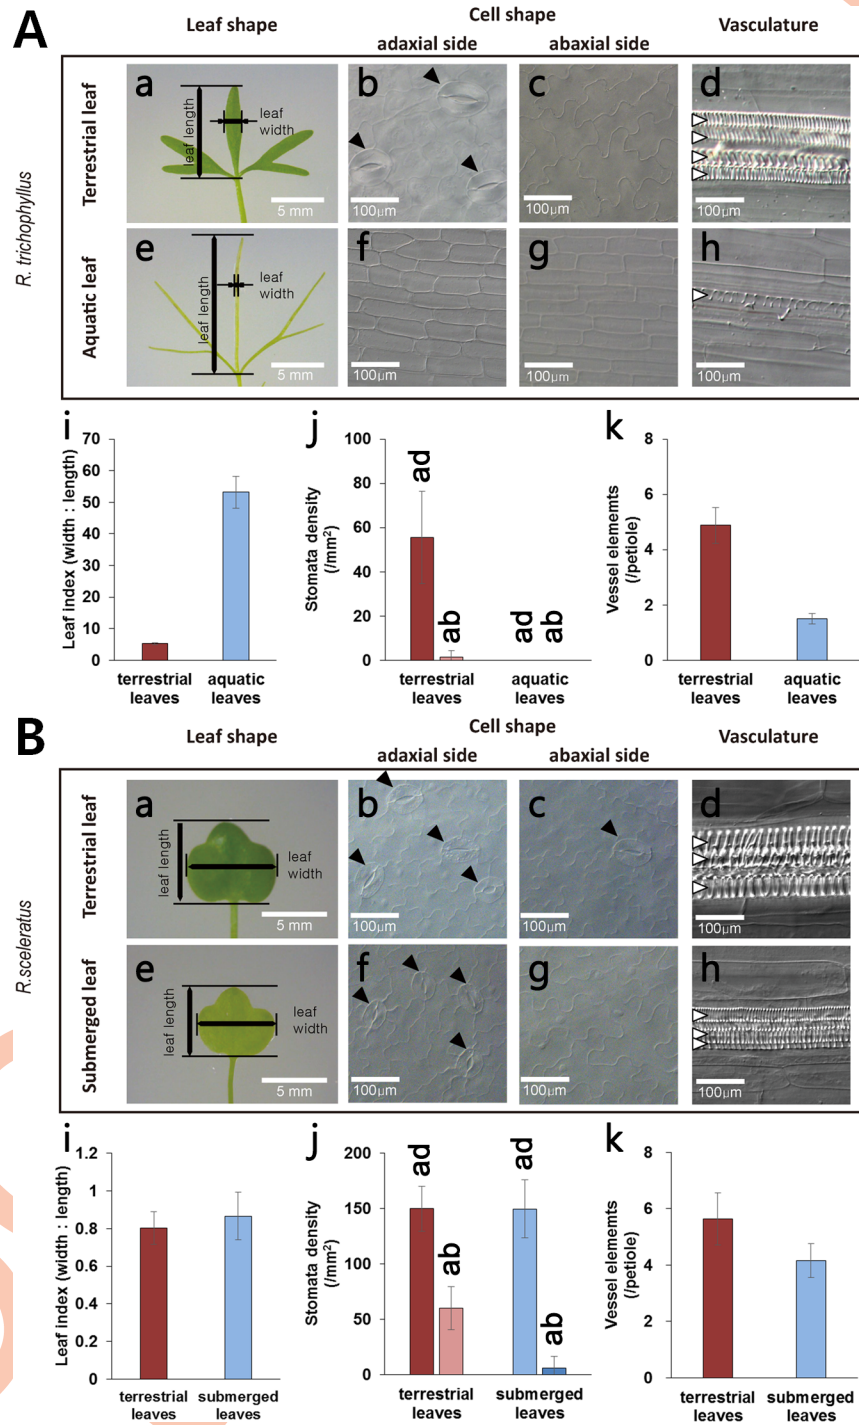 A
Leaf shape
Cell shape
adaxial side
abaxial side
Vasculature
R. trichophyllus
Terrestrial leaf
a
leaf length
leaf
width
5 mm
b
100μm
c
100μm
d
100μm
Aquatic leaf
e
leaf length
leaf
width
5 mm
f
100μm
g
100μm
h
100μm
i
Leaf index (width : length)
70
60
50
40
30
20
10
0
terrestrial
leaves
aquatic
leaves
j
Stomata density
(/mm²)
100
80
60
40
20
0
ad
ab
ad
ab
terrestrial
leaves
aquatic
leaves
k
Vessel elememts
(/petiole)
8
6
4
2
0
terrestrial
leaves
aquatic
leaves
B
Leaf shape
Cell shape
adaxial side
abaxial side
Vasculature
R.sceleratus
Terrestrial leaf
a
leaf length
leaf
width
5 mm
b
100μm
c
100μm
d
100μm
Submerged leaf
e
leaf length
leaf
width
5 mm
f
100μm
g
100μm
h
100μm
i
Leaf index (width : length)
1.2
1
0.8
0.6
0.4
0.2
0
terrestrial
leaves
submerged
leaves
j
Stomata density
(/mm²)
200
150
100
50
0
ad
ab
ad
ab
terrestrial
leaves
submerged
leaves
k
Vessel elememts
(/petiole)
8
6
4
2
0
terrestrial
leaves
submerged
leaves